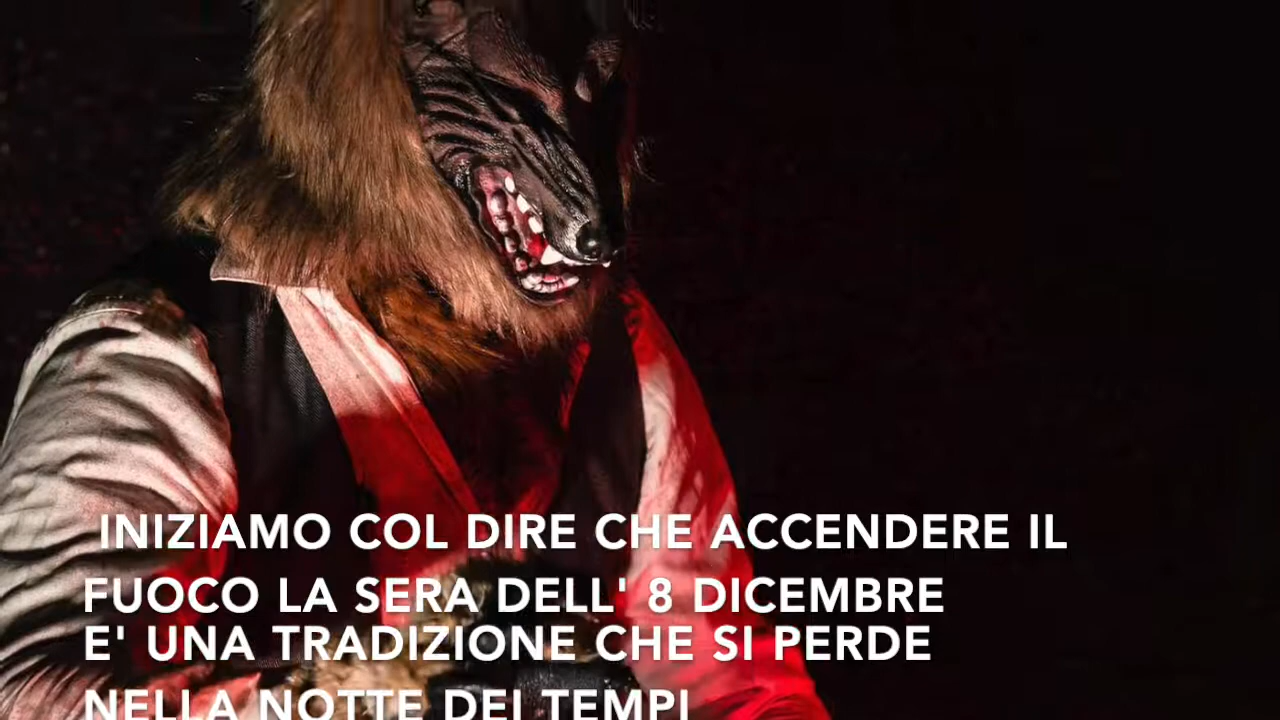 INIZIAMO COL DIRE CHE ACCENDERE IL
FUOCO LA SERA DELL' 8 DICEMBRE
E' UNA TRADIZIONE CHE SI PERDE
NELLA NOTTE DEI TEMPI